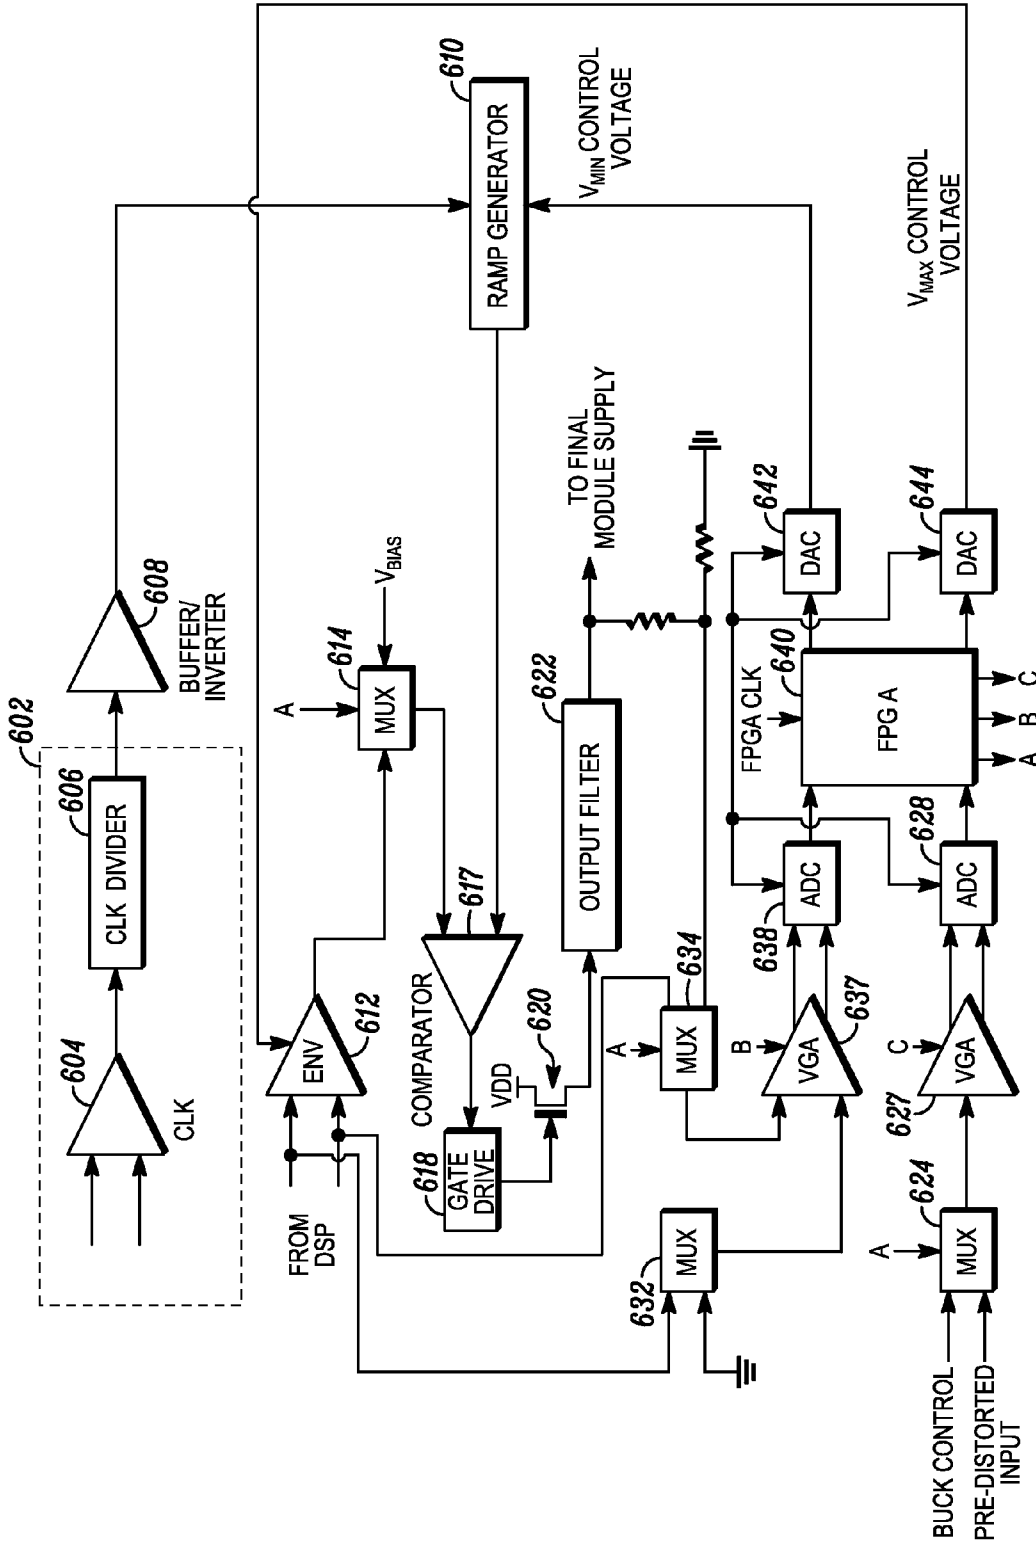 602
604
CLK
606
CLK DIVIDER
608
BUFFER/
INVERTER
610
RAMP GENERATOR
V_MIN CONTROL
VOLTAGE
FROM
DSP
ENV
612
A
614
MUX
V_BIAS
COMPARATOR
617
618
GATE
DRIVE
VDD
620
622
OUTPUT FILTER
TO FINAL
MODULE SUPPLY
632
MUX
A
634
MUX
B
VGA
637
638
ADC
FPGA CLK
640
FPG A
A
B
C
642
DAC
BUCK CONTROL
PRE-DISTORTED
INPUT
A
624
MUX
C
627
VGA
628
ADC
644
DAC
V_MAX CONTROL
VOLTAGE